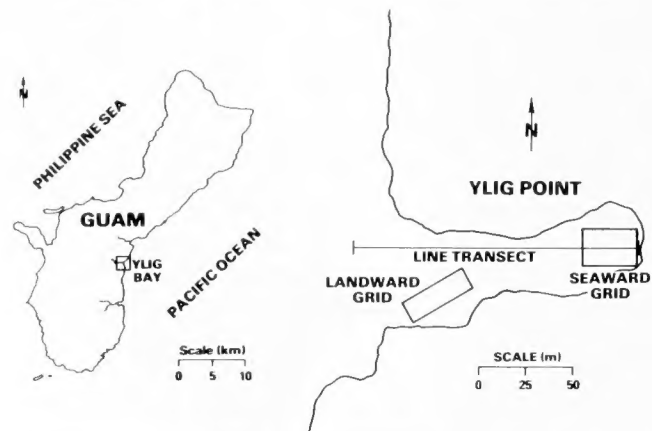 N
PHILIPPINE SEA
GUAM
YLIG
BAY
PACIFIC OCEAN
Scale (km)
0 5 10
N
YLIG POINT
LINE TRANSECT
LANDWARD
GRID
SEAWARD
GRID
SCALE (m)
0 25 50